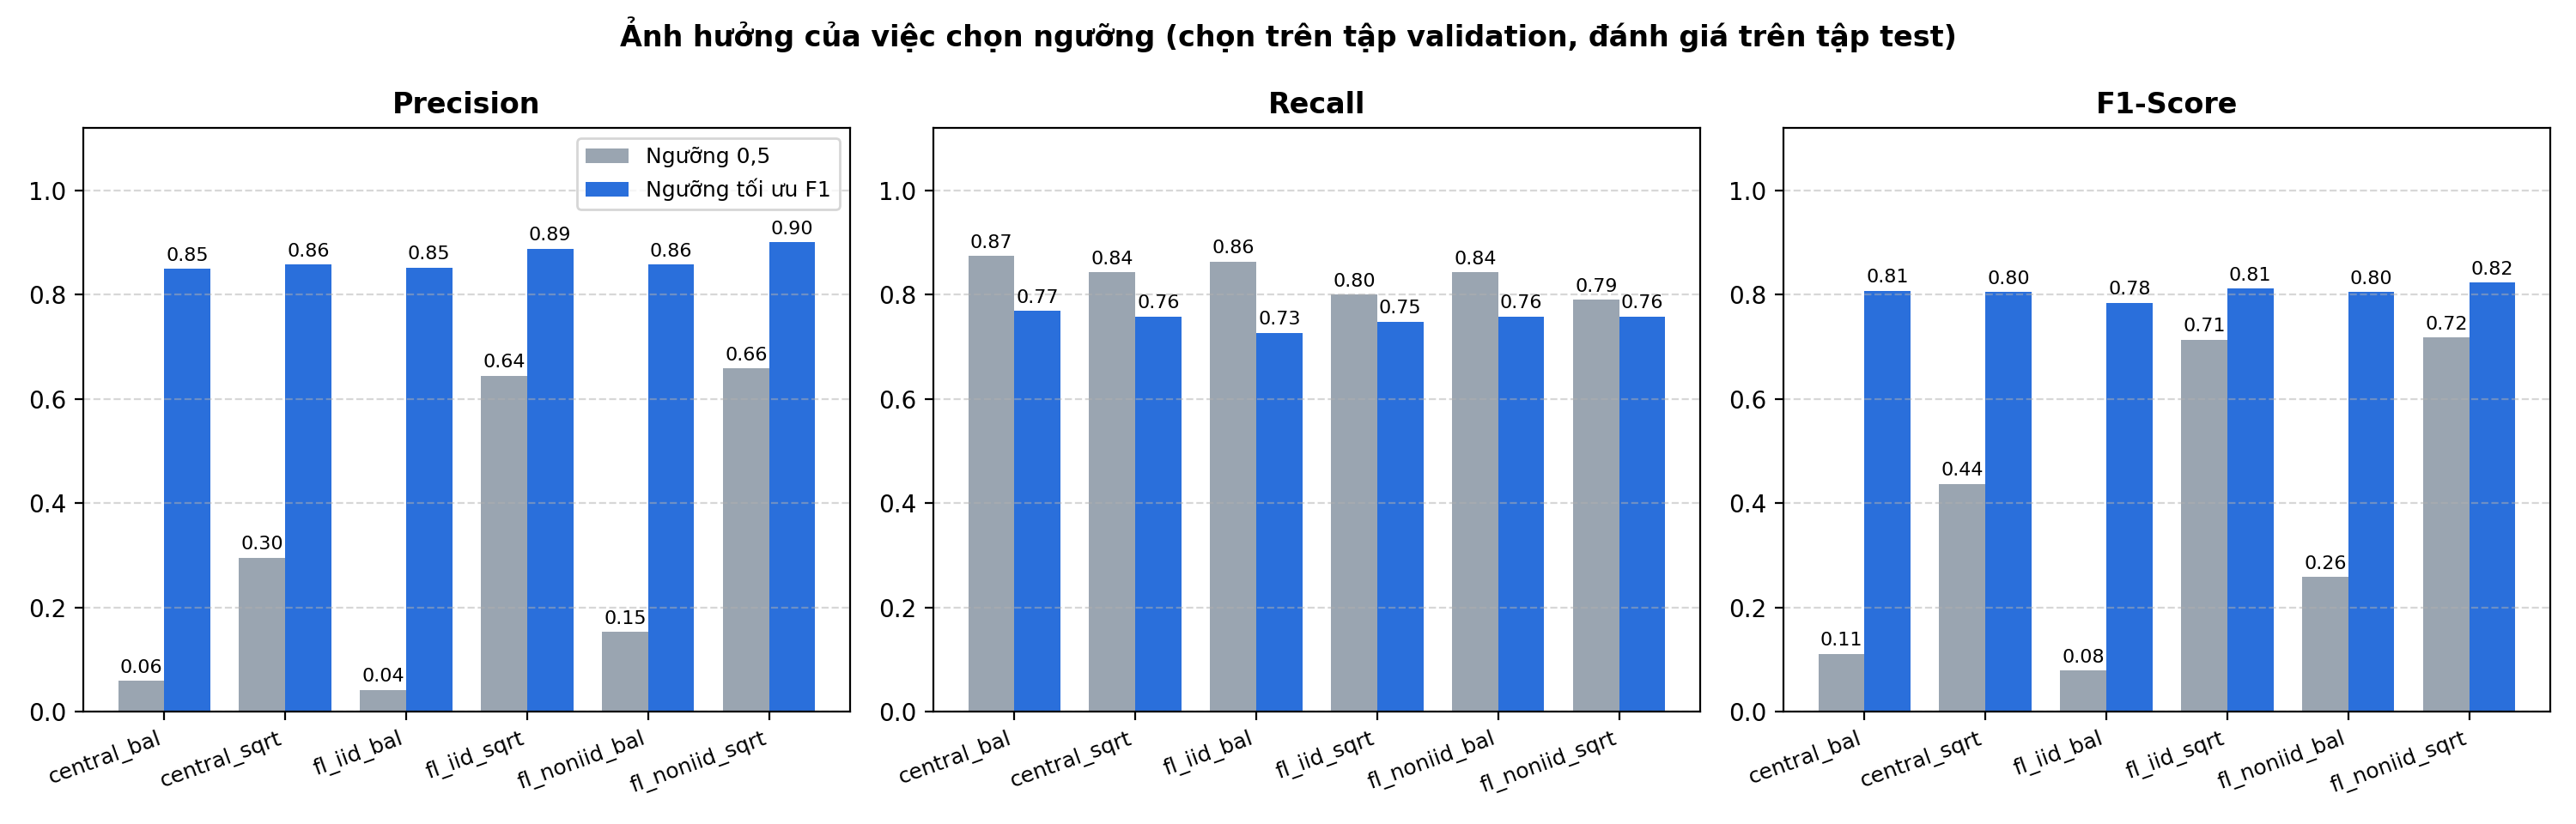 Ảnh hưởng của việc chọn ngưỡng (chọn trên tập validation, đánh giá trên tập test)
Precision
Ngưỡng 0,5
Ngưỡng tối ưu F1
1.0
0.8
0.6
0.4
0.2
0.0
0.06
0.85
0.30
0.86
0.04
0.85
0.64
0.89
0.15
0.86
0.66
0.90
central_bal
central_sqrt
fl_iid_bal
fl_iid_sqrt
fl_noniid_bal
fl_noniid_sqrt
Recall
1.0
0.8
0.6
0.4
0.2
0.0
0.87
0.77
0.84
0.76
0.86
0.73
0.80
0.75
0.84
0.76
0.79
0.76
central_bal
central_sqrt
fl_iid_bal
fl_iid_sqrt
fl_noniid_bal
fl_noniid_sqrt
F1-Score
1.0
0.8
0.6
0.4
0.2
0.0
0.11
0.81
0.44
0.80
0.08
0.78
0.71
0.81
0.26
0.80
0.72
0.82
central_bal
central_sqrt
fl_iid_bal
fl_iid_sqrt
fl_noniid_bal
fl_noniid_sqrt